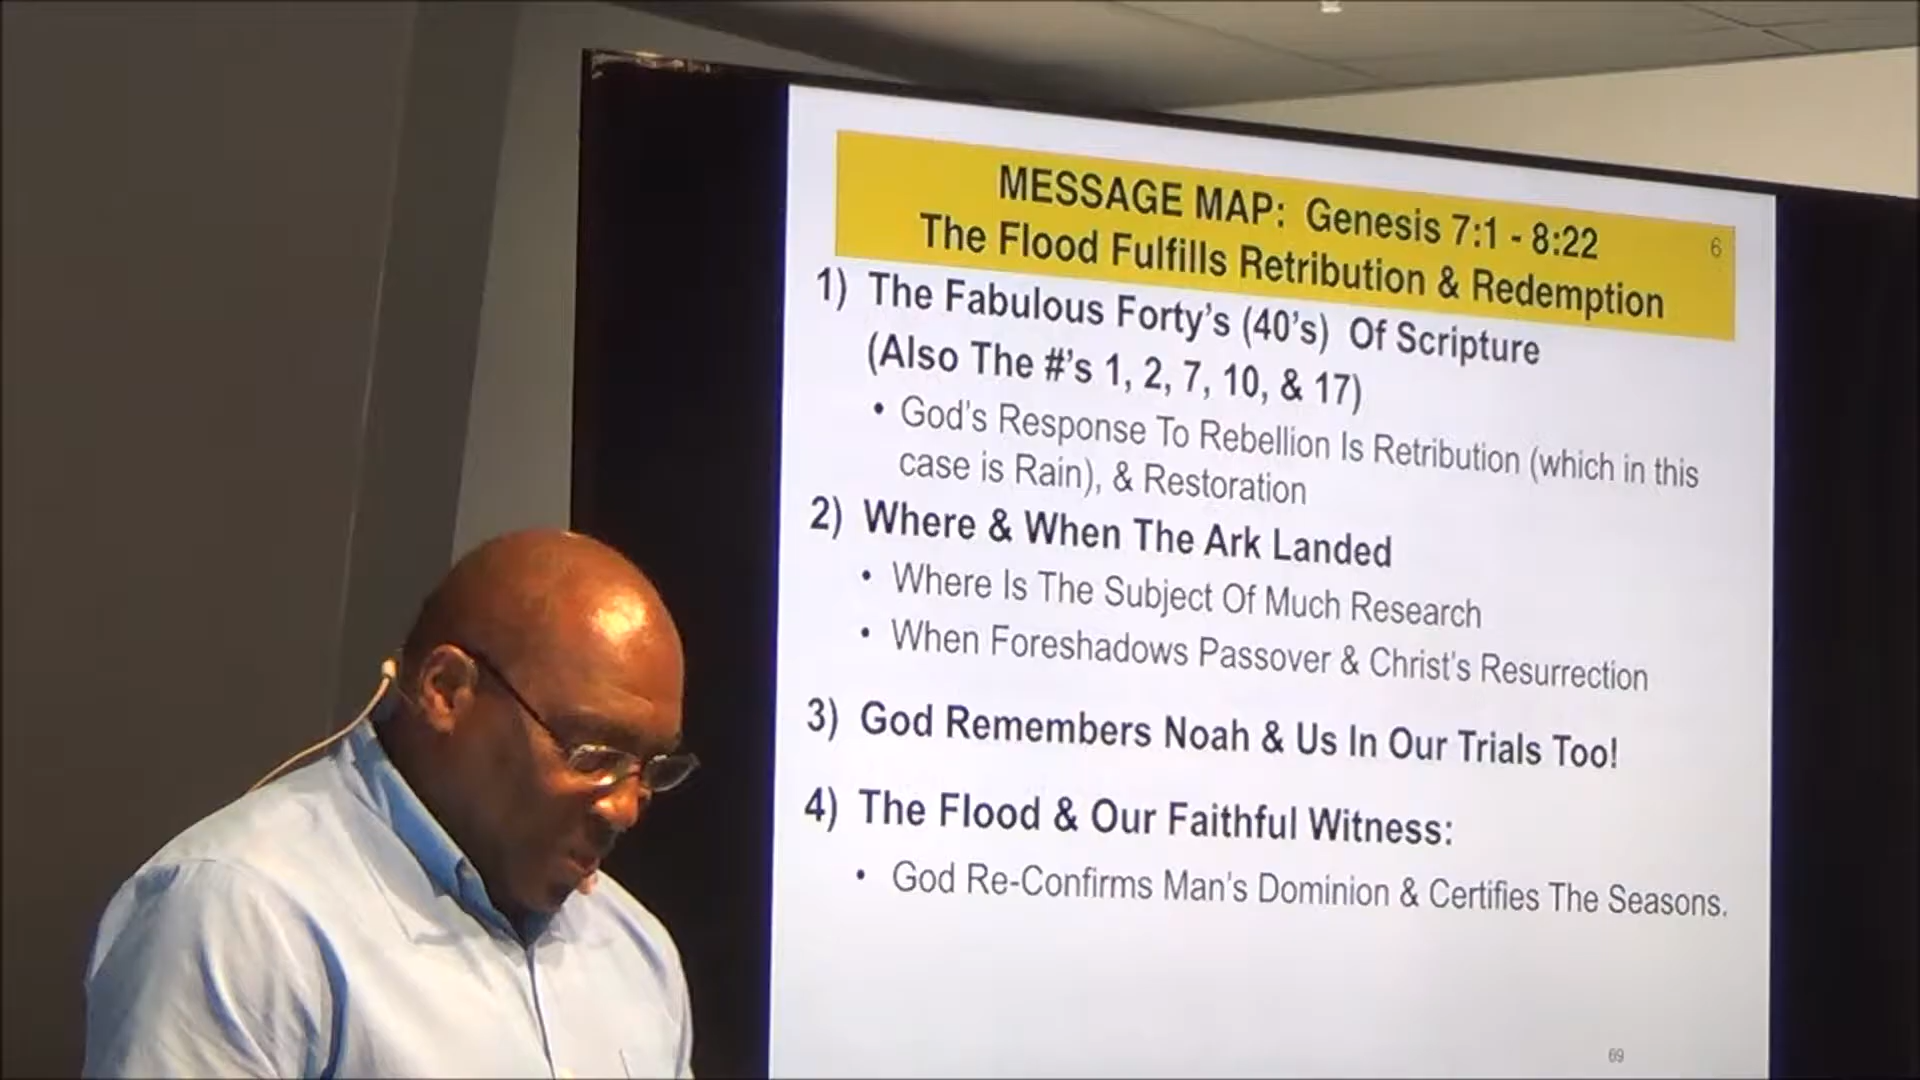 MESSAGE MAP: Genesis 7:1 - 8:22
6
The Flood Fulfills Retribution & Redemption
1) The Fabulous Forty's (40's) Of Scripture
(Also The #'s 1, 2, 7, 10, & 17)
• God's Response To Rebellion Is Retribution (which in this
case is Rain), & Restoration
2) Where & When The Ark Landed
• Where Is The Subject Of Much Research
• When Foreshadows Passover & Christ's Resurrection
3) God Remembers Noah & Us In Our Trials Too!
4) The Flood & Our Faithful Witness:
• God Re-Confirms Man's Dominion & Certifies The Seasons.
69